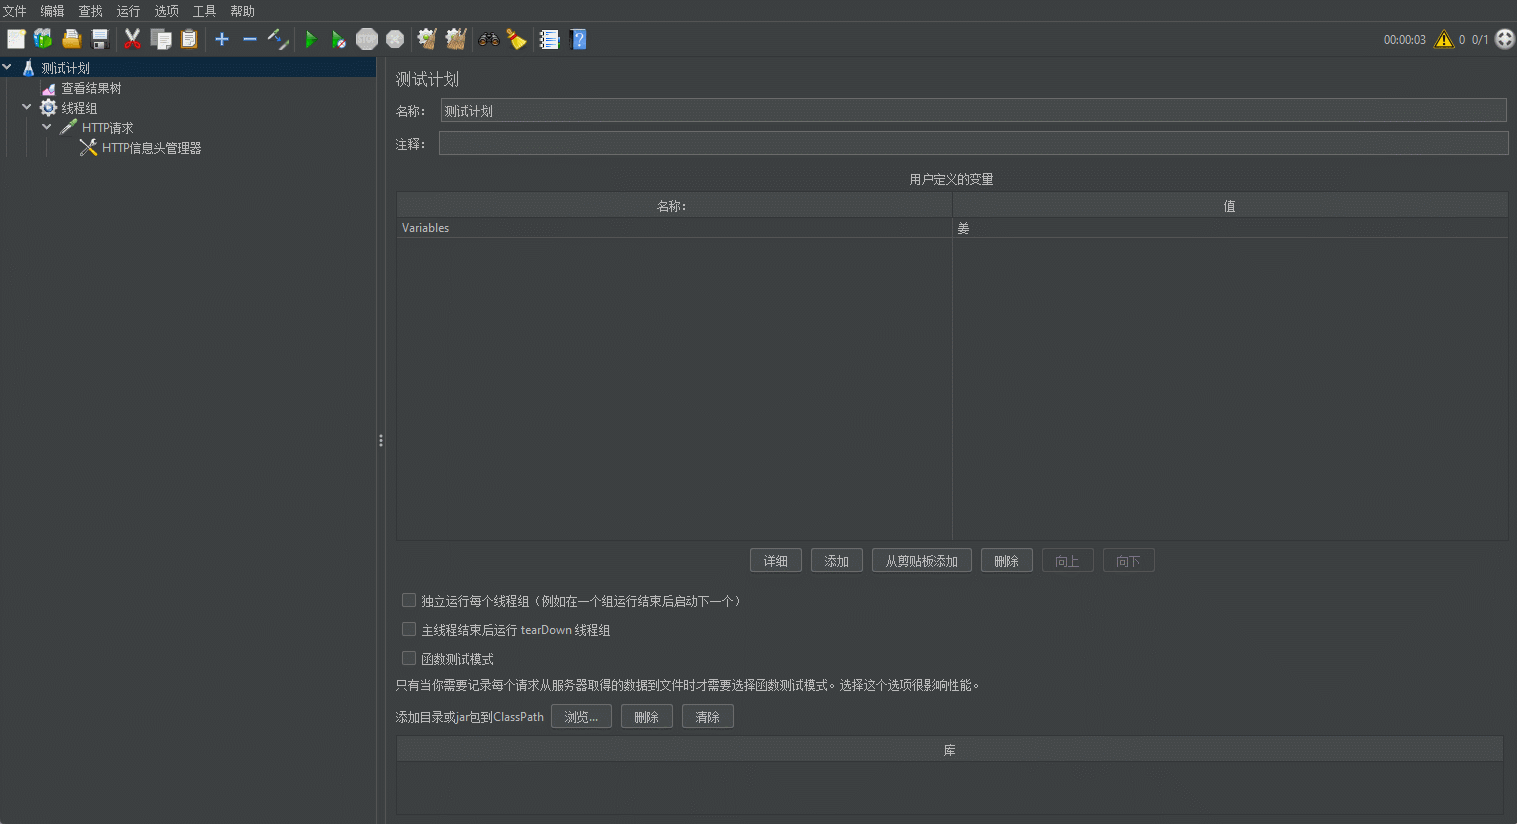 文件 编辑 查找 运行 选项 工具 帮助
STOP
00:00:03 0 0/1
测试计划
查看结果树
线程组
HTTP请求
HTTP信息头管理器
测试计划
名称： 测试计划
注释：
用户定义的变量
名称： 值
Variables 姜
详细 添加 从剪贴板添加 删除 向上 向下
独立运行每个线程组（例如在一个组运行结束后启动下一个）
主线程结束后运行 tearDown 线程组
函数测试模式
只有当你需要记录每个请求从服务器取得的数据到文件时才需要选择函数测试模式。选择这个选项很影响性能。
添加目录或jar包到ClassPath 浏览... 删除 清除
库